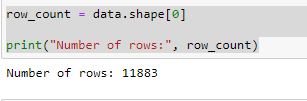 row_count = data.shape[0]
print("Number of rows:", row_count)
Number of rows: 11883